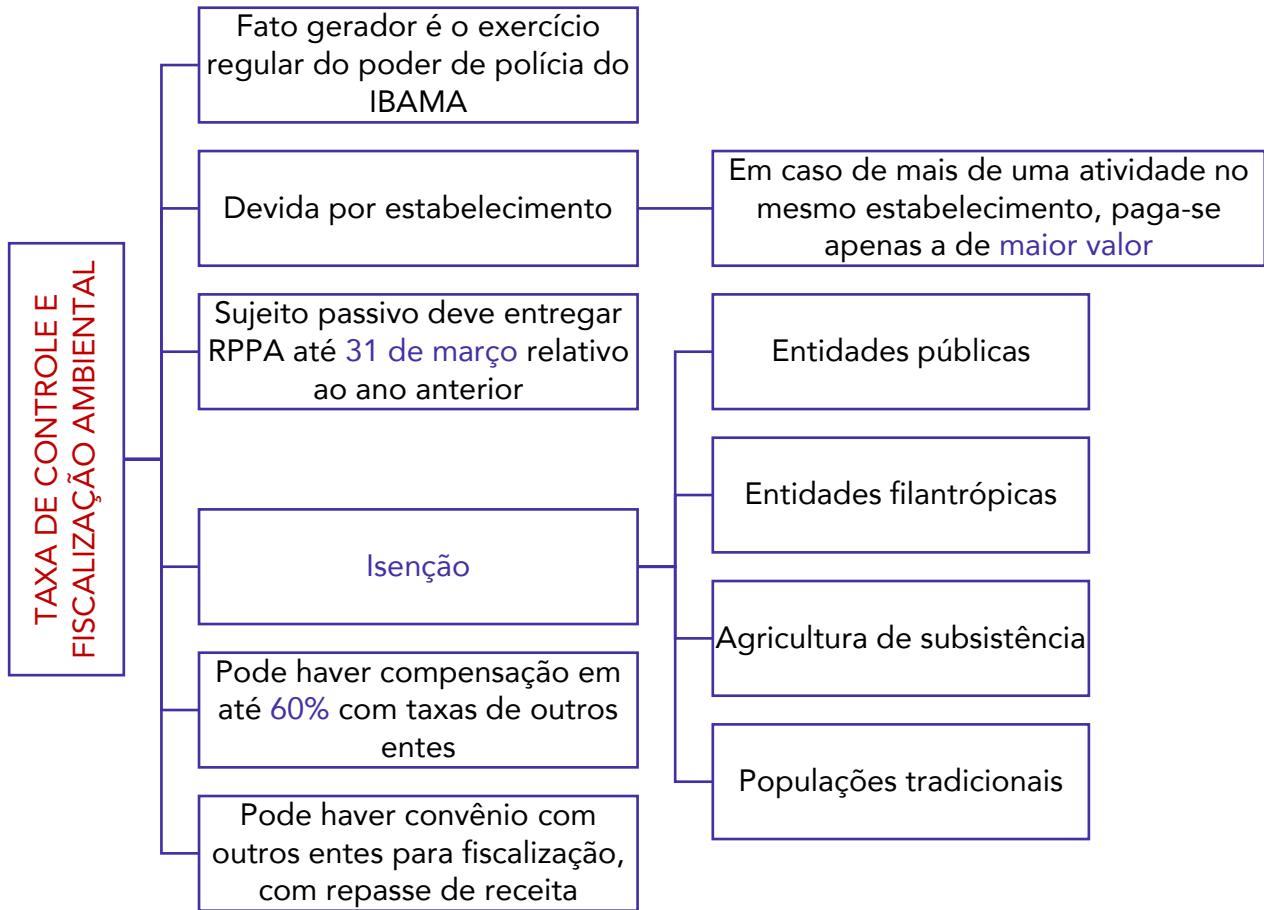 TAXA DE CONTROLE E
FISCALIZAÇÃO AMBIENTAL
Fato gerador é o exercício
regular do poder de polícia do
IBAMA
Devida por estabelecimento
Em caso de mais de uma atividade no
mesmo estabelecimento, paga-se
apenas a de maior valor
Sujeito passivo deve entregar
RPPA até 31 de março relativo
ao ano anterior
Isenção
Entidades públicas
Entidades filantrópicas
Agricultura de subsistência
Populações tradicionais
Pode haver compensação em
até 60% com taxas de outros
entes
Pode haver convênio com
outros entes para fiscalização,
com repasse de receita